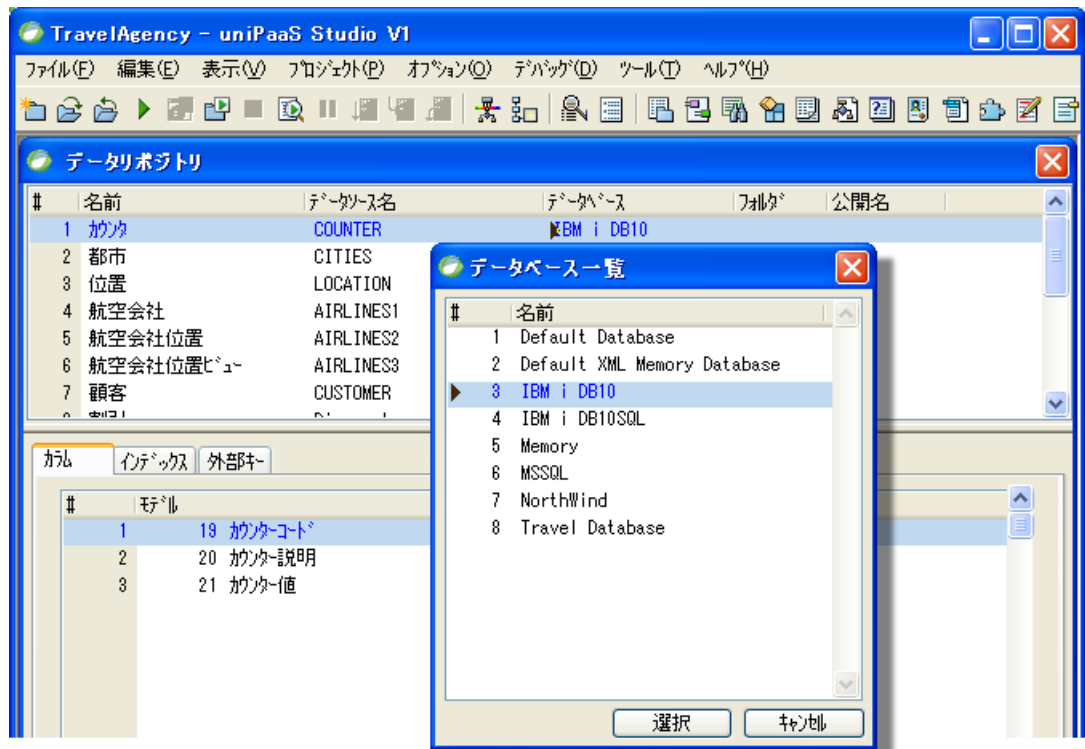 TravelAgency - uniPaaS Studio V1
ﾌｧｲﾙ(F) 編集(E) 表示(V) ﾌﾟﾛｼﾞｪｸﾄ(P) ｵﾌﾟｼｮﾝ(O) ﾃﾞﾊﾞｯｸﾞ(D) ﾂｰﾙ(T) ﾍﾙﾌﾟ(H)
データリポジトリ
# 名前 ﾃﾞｰﾀｿｰｽ名 ﾃﾞｰﾀﾍﾞｰｽ ﾌｫﾙﾀﾞ 公開名
1 ｶｳﾝﾀ COUNTER IBM i DB10
2 都市 CITIES
3 位置 LOCATION
4 航空会社 AIRLINES1
5 航空会社位置 AIRLINES2
6 航空会社位置ﾋﾞｭｰ AIRLINES3
7 顧客 CUSTOMER
データベース一覧
# 名前
1 Default Database
2 Default XML Memory Database
3 IBM i DB10
4 IBM i DB10SQL
5 Memory
6 MSSQL
7 NorthWind
8 Travel Database
選択 ｷｬﾝｾﾙ
ｶﾗﾑ ｲﾝﾃﾞｯｸｽ 外部ｷｰ
# ﾓﾃﾞﾙ
1 19 ｶｳﾝﾀｰｺｰﾄﾞ
2 20 ｶｳﾝﾀｰ説明
3 21 ｶｳﾝﾀｰ値